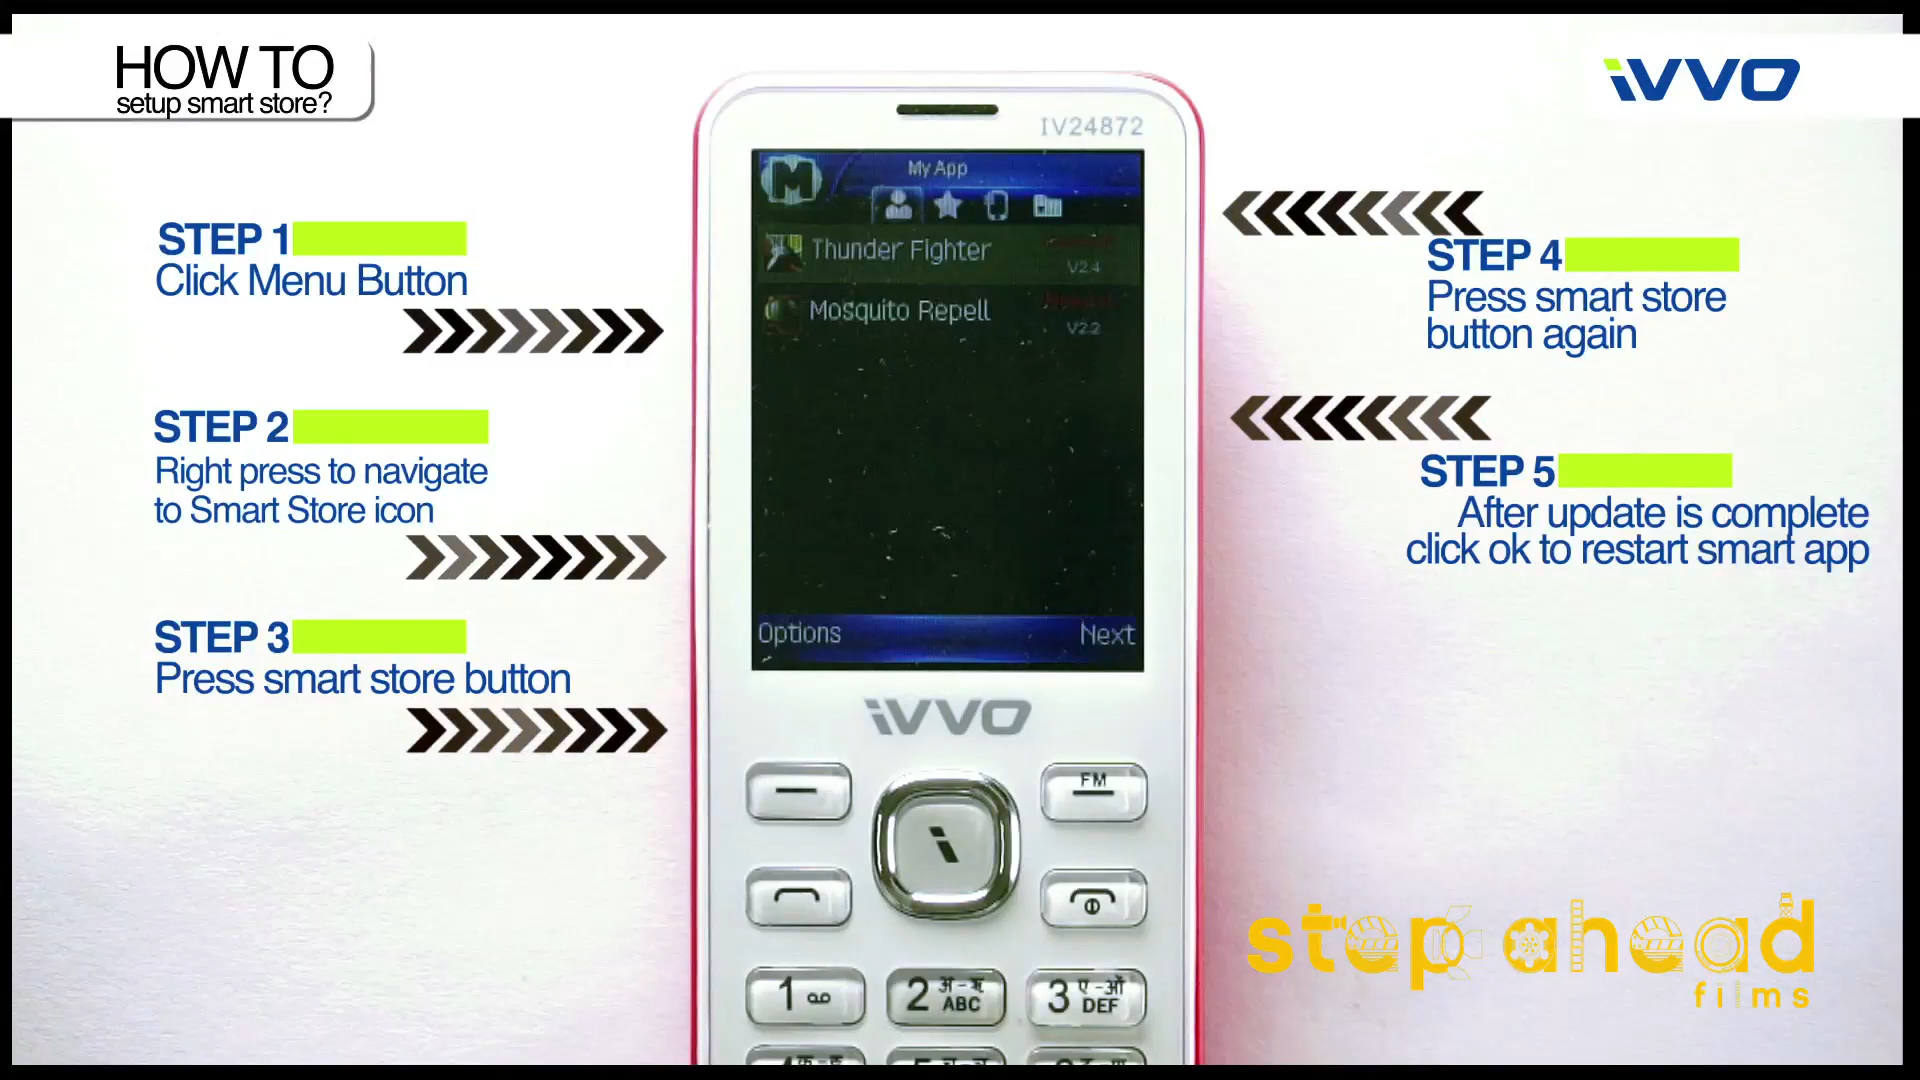 HOW TO
setup smart store?
iVVO
STEP 1
Click Menu Button
STEP 2
Right press to navigate
to Smart Store icon
STEP 3
Press smart store button
STEP 4
Press smart store
button again
STEP 5
After update is complete
click ok to restart smart app
IV24872
M
My App
Thunder Fighter
V2.4
Mosquito Repell
V2.2
Options Next
iVVO
FM
1
2 ABC
3 DEF
step ahead
films